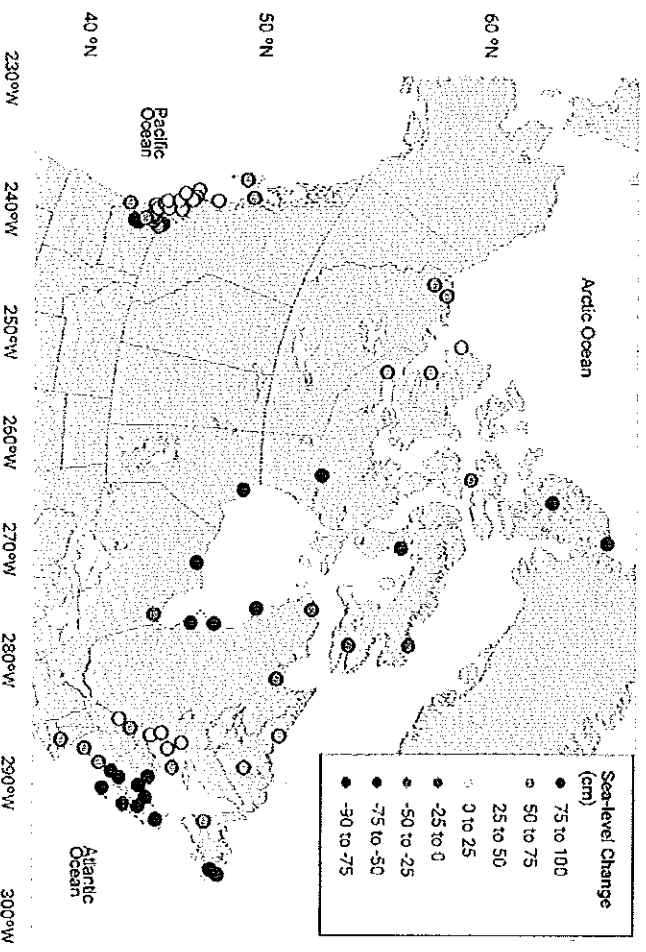 Sea-level Change
(cm)
75 to 100
50 to 75
25 to 50
0 to 25
-25 to 0
-50 to -25
-75 to -50
-90 to -75
Arctic Ocean
Pacific
Ocean
Atlantic
Ocean
60 °N
50 °N
40 °N
230°W
240°W
250°W
260°W
270°W
280°W
290°W
300°W